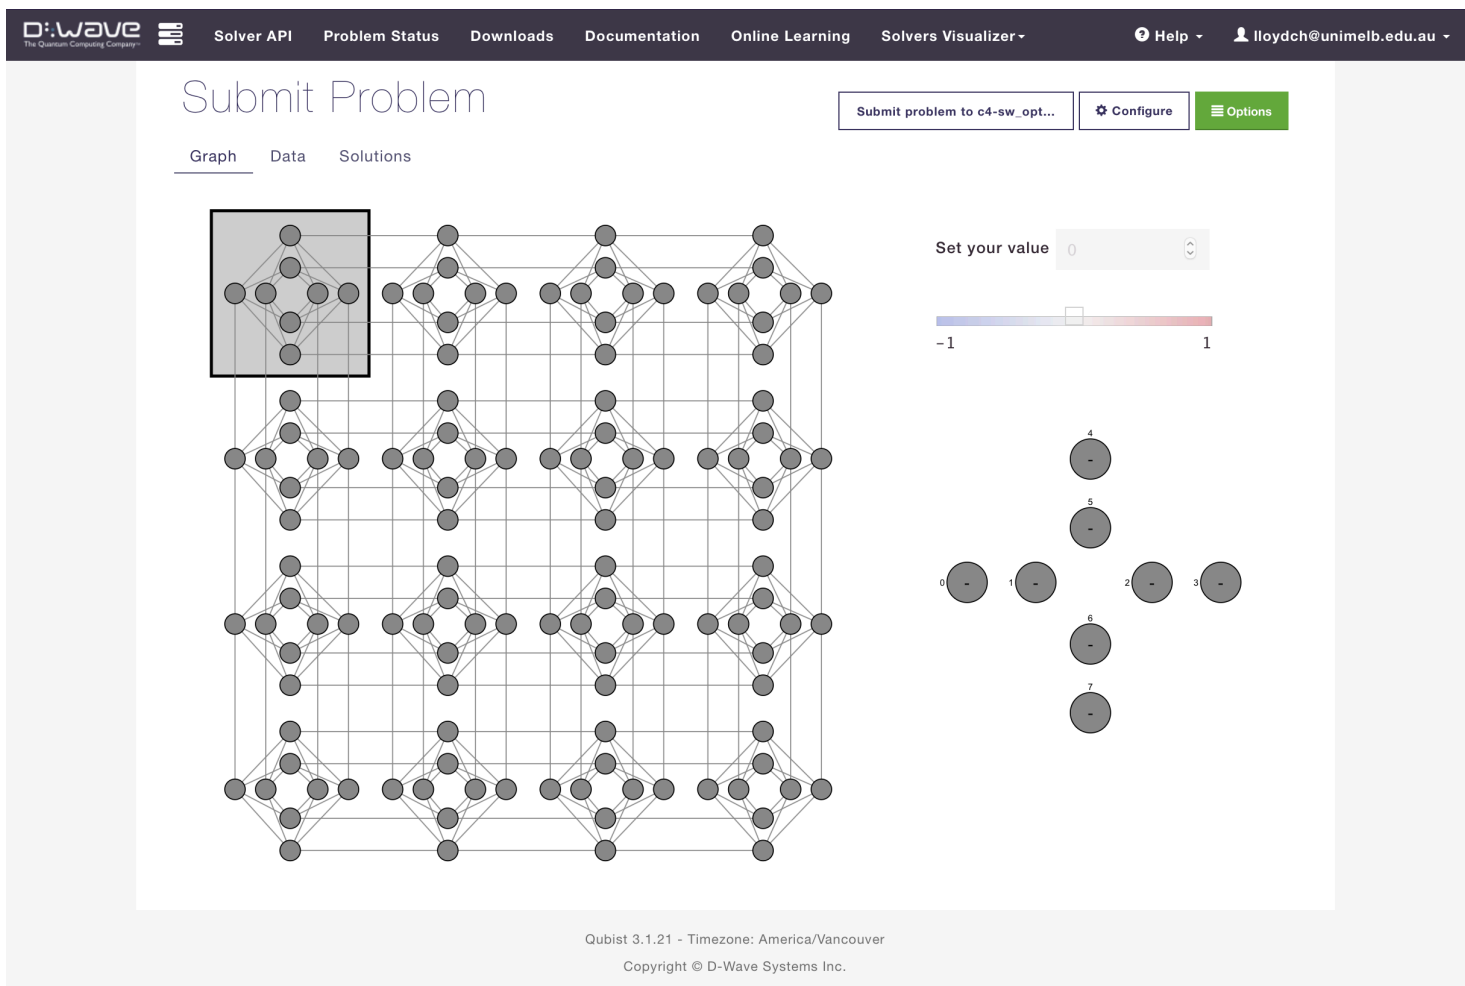 D:wave
The Quantum Computing Company™
Solver API Problem Status Downloads Documentation Online Learning Solvers Visualizer Help lloydch@unimelb.edu.au
Submit Problem
Submit problem to c4-sw_opt... Configure Options
Graph Data Solutions
Set your value 0
-1 1
4
-
5
-
0 - 1 - 2 - 3 -
6
-
7
-
Qubist 3.1.21 - Timezone: America/Vancouver
Copyright © D-Wave Systems Inc.